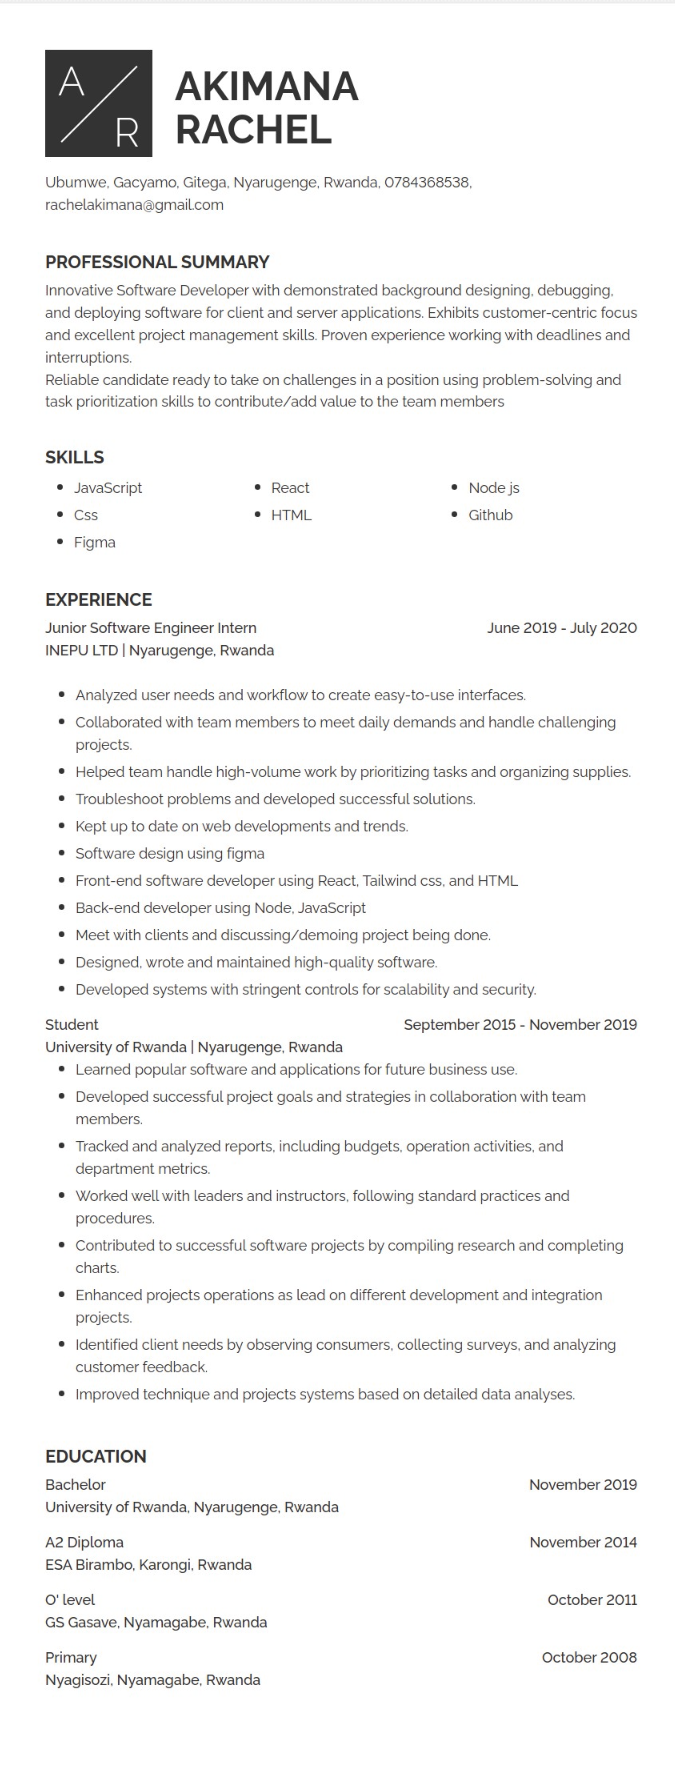 A
R
AKIMANA
RACHEL
Ubumwe, Gacyamo, Gitega, Nyarugenge, Rwanda, 0784368538,
rachelakimana@gmail.com
PROFESSIONAL SUMMARY
Innovative Software Developer with demonstrated background designing, debugging,
and deploying software for client and server applications. Exhibits customer-centric focus
and excellent project management skills. Proven experience working with deadlines and
interruptions.
Reliable candidate ready to take on challenges in a position using problem-solving and
task prioritization skills to contribute/add value to the team members
SKILLS
• JavaScript • React • Node js
• Css • HTML • Github
• Figma
EXPERIENCE
Junior Software Engineer Intern June 2019 - July 2020
INEPU LTD | Nyarugenge, Rwanda
• Analyzed user needs and workflow to create easy-to-use interfaces.
• Collaborated with team members to meet daily demands and handle challenging
projects.
• Helped team handle high-volume work by prioritizing tasks and organizing supplies.
• Troubleshoot problems and developed successful solutions.
• Kept up to date on web developments and trends.
• Software design using figma
• Front-end software developer using React, Tailwind css, and HTML
• Back-end developer using Node, JavaScript
• Meet with clients and discussing/demoing project being done.
• Designed, wrote and maintained high-quality software.
• Developed systems with stringent controls for scalability and security.
Student September 2015 - November 2019
University of Rwanda | Nyarugenge, Rwanda
• Learned popular software and applications for future business use.
• Developed successful project goals and strategies in collaboration with team
members.
• Tracked and analyzed reports, including budgets, operation activities, and
department metrics.
• Worked well with leaders and instructors, following standard practices and
procedures.
• Contributed to successful software projects by compiling research and completing
charts.
• Enhanced projects operations as lead on different development and integration
projects.
• Identified client needs by observing consumers, collecting surveys, and analyzing
customer feedback.
• Improved technique and projects systems based on detailed data analyses.
EDUCATION
Bachelor November 2019
University of Rwanda, Nyarugenge, Rwanda
A2 Diploma November 2014
ESA Birambo, Karongi, Rwanda
O' level October 2011
GS Gasave, Nyamagabe, Rwanda
Primary October 2008
Nyagisozi, Nyamagabe, Rwanda